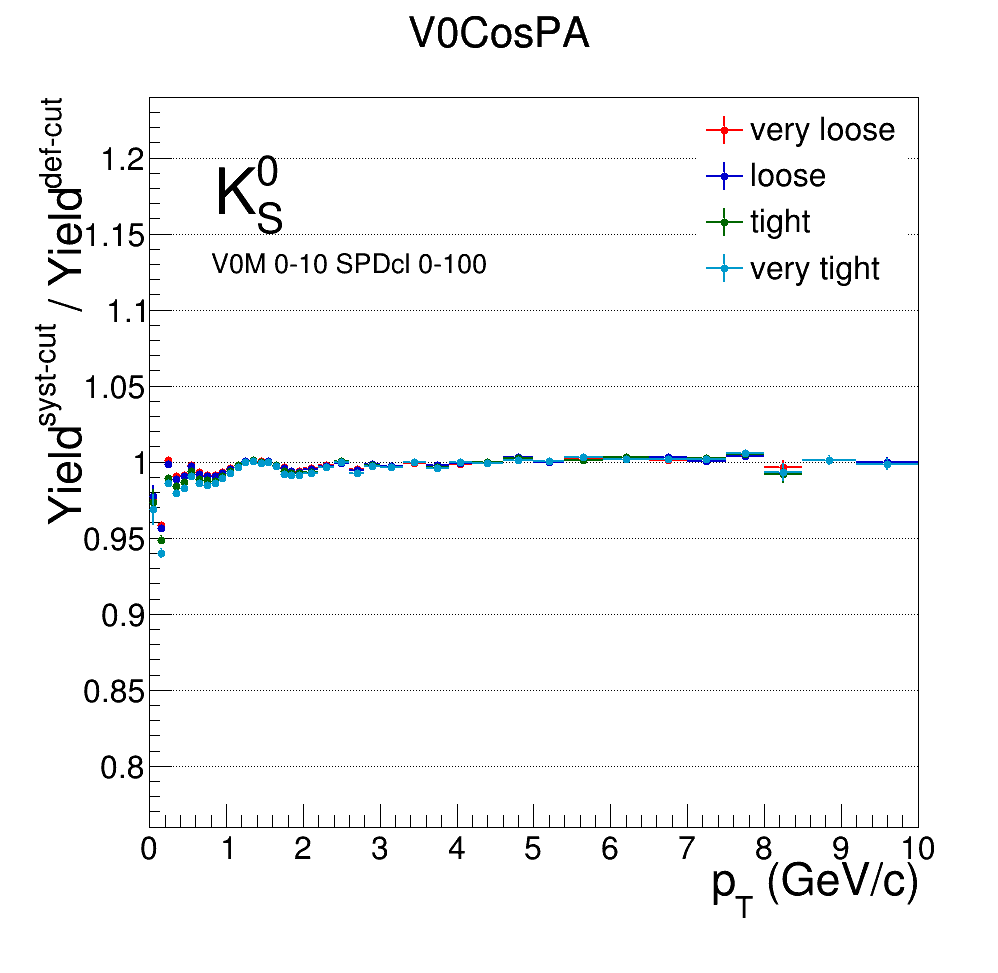 V0CosPA
Yield^syst-cut / Yield^def-cut
K^0_S
V0M 0-10 SPDcl 0-100
very loose
loose
tight
very tight
1.2
1.15
1.1
1.05
1
0.95
0.9
0.85
0.8
0 1 2 3 4 5 6 7 8 9 10
p_T (GeV/c)